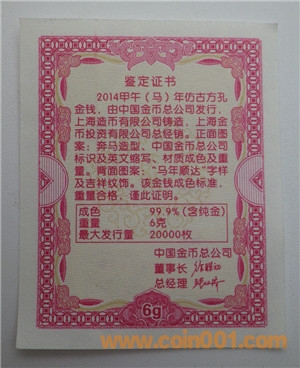 鉴定证书
2014甲午（马）年仿古方孔
金钱，由中国金币总公司发行，
上海造币有限公司铸造，上海金
币投资有限公司总经销。正面图
案：奔马造型、中国金币总公司
标识及英文缩写、材质成色及重
量。背面图案：“马年顺达”字样
及吉祥纹饰。该金钱成色标准，
重量合格，谨此证明。
成色 99.9%(含纯金)
重量 6克
最大发行量 20000枚
中国金币总公司
董事长
总经理
6g
www.coin001.com